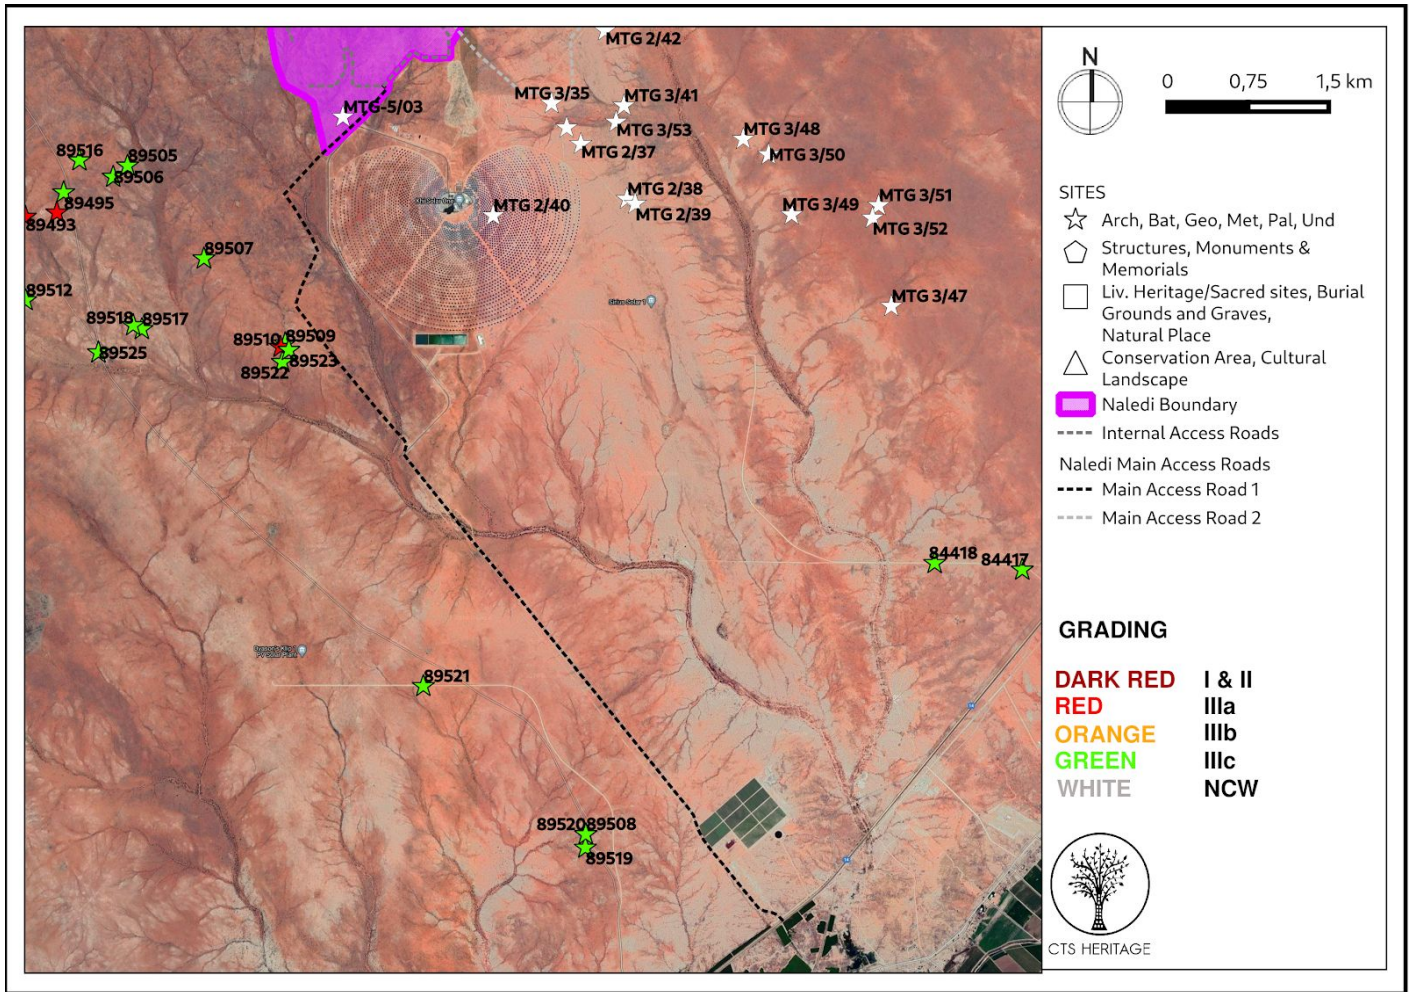 MTG 2/42
MTG 3/35
MTG 3/41
MTG-5/03
MTG 3/53
MTG 3/48
MTG 2/37
MTG 3/50
89516
89505
89506
MTG 2/38
MTG 3/51
89495
MTG 2/40
MTG 2/39
MTG 3/49
89493
MTG 3/52
89507
89512
Sirius Solar 1
MTG 3/47
89518
89517
89510
89509
89525
89523
89522
84418
84417
89521
89520
89508
89519
N
0
0,75
1,5 km
SITES
Arch, Bat, Geo, Met, Pal, Und
Structures, Monuments &
Memorials
Liv. Heritage/Sacred sites, Burial
Grounds and Graves,
Natural Place
Conservation Area, Cultural
Landscape
Naledi Boundary
Internal Access Roads
Naledi Main Access Roads
Main Access Road 1
Main Access Road 2
GRADING
DARK RED I & II
RED IIIa
ORANGE IIIb
GREEN IIIc
WHITE NCW
CTS HERITAGE